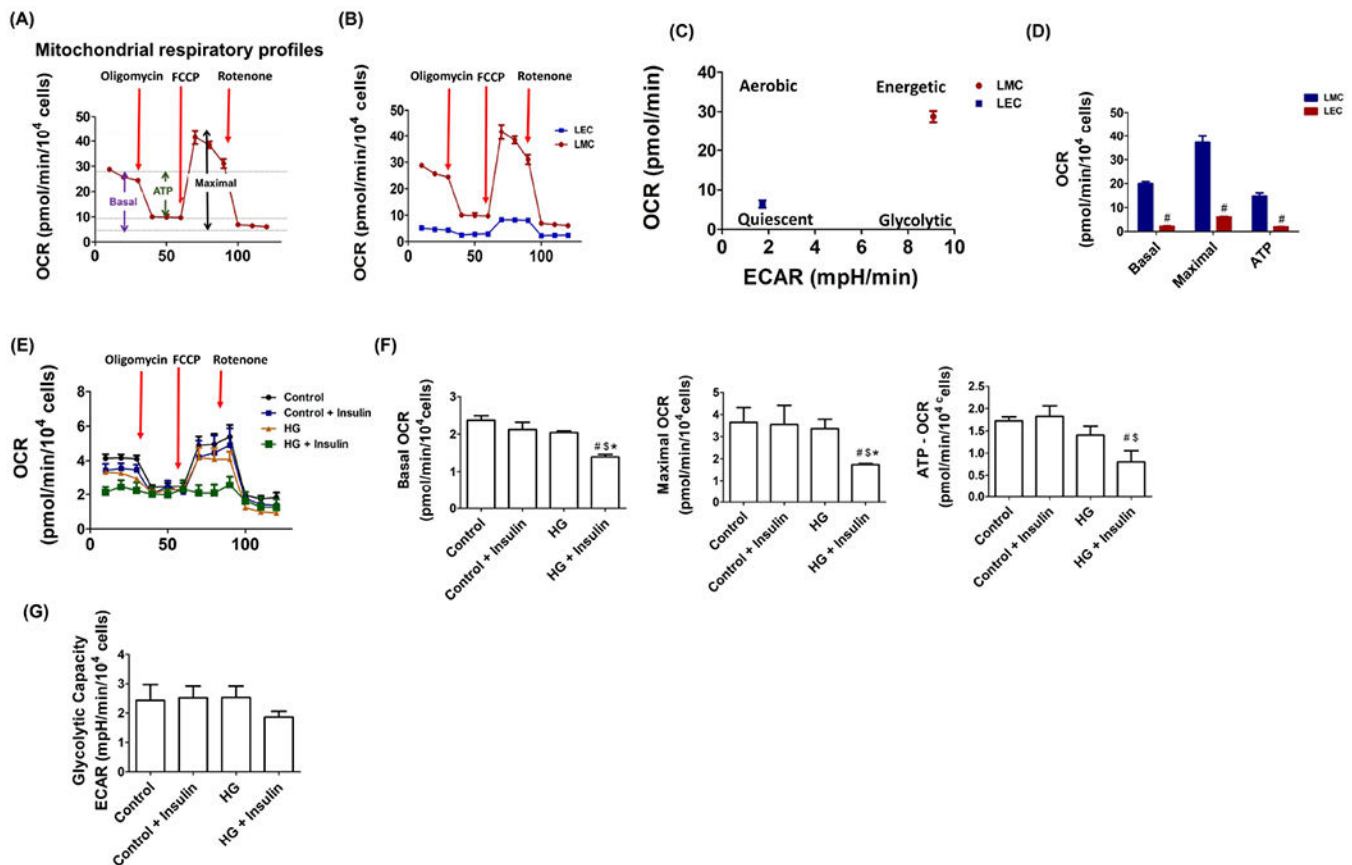 (A)
Mitochondrial respiratory profiles
Oligomycin
FCCP
Rotenone
OCR (pmol/min/10⁴ cells)
50
40
30
20
10
0
Basal
ATP
Maximal
0
50
100
(B)
Oligomycin
FCCP
Rotenone
OCR (pmol/min/10⁴ cells)
50
40
30
20
10
0
LEC
LMC
0
50
100
(C)
OCR (pmol/min)
40
30
20
10
0
Aerobic
Energetic
Quiescent
Glycolytic
LMC
LEC
0
2
4
6
8
10
ECAR (mpH/min)
(D)
OCR
(pmol/min/10⁴ cells)
50
40
30
20
10
0
LMC
LEC
#
#
#
Basal
Maximal
ATP
(E)
Oligomycin
FCCP
Rotenone
OCR
(pmol/min/10⁴ cells)
8
6
4
2
0
Control
Control + Insulin
HG
HG + Insulin
0
50
100
(F)
Basal OCR
(pmol/min/10⁴cells)
3
2
1
0
# $ *
Control
Control + Insulin
HG
HG + Insulin
Maximal OCR
(pmol/min/10⁴cells)
5
4
3
2
1
0
# $ *
Control
Control + Insulin
HG
HG + Insulin
ATP - OCR
(pmol/min/10⁴ cells)
2.5
2.0
1.5
1.0
0.5
0.0
# $
Control
Control + Insulin
HG
HG + Insulin
(G)
Glycolytic Capacity
ECAR (mpH/min/10⁴ cells)
4
3
2
1
0
Control
Control + Insulin
HG
HG + Insulin